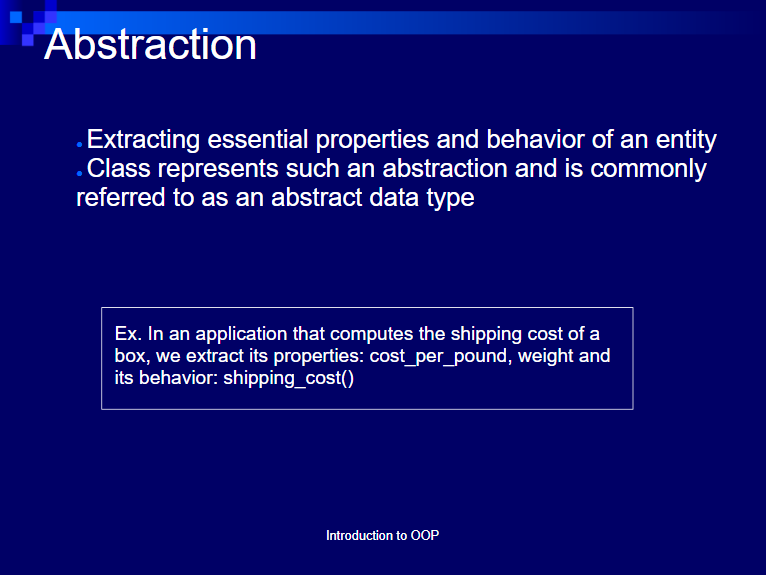 Abstraction
Extracting essential properties and behavior of an entity
Class represents such an abstraction and is commonly
referred to as an abstract data type
Ex. In an application that computes the shipping cost of a
box, we extract its properties: cost_per_pound, weight and
its behavior: shipping_cost()
Introduction to OOP